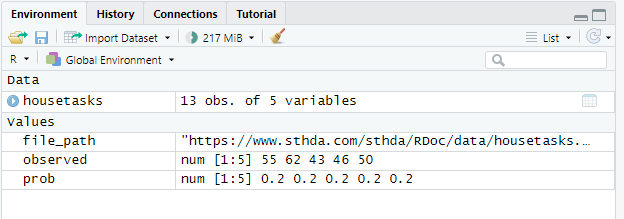 Environment History Connections Tutorial
Import Dataset 217 MiB List
R Global Environment
Data
housetasks 13 obs. of 5 variables
Values
file_path "https://www.sthda.com/sthda/RDoc/data/housetasks.…
observed num [1:5] 55 62 43 46 50
prob num [1:5] 0.2 0.2 0.2 0.2 0.2